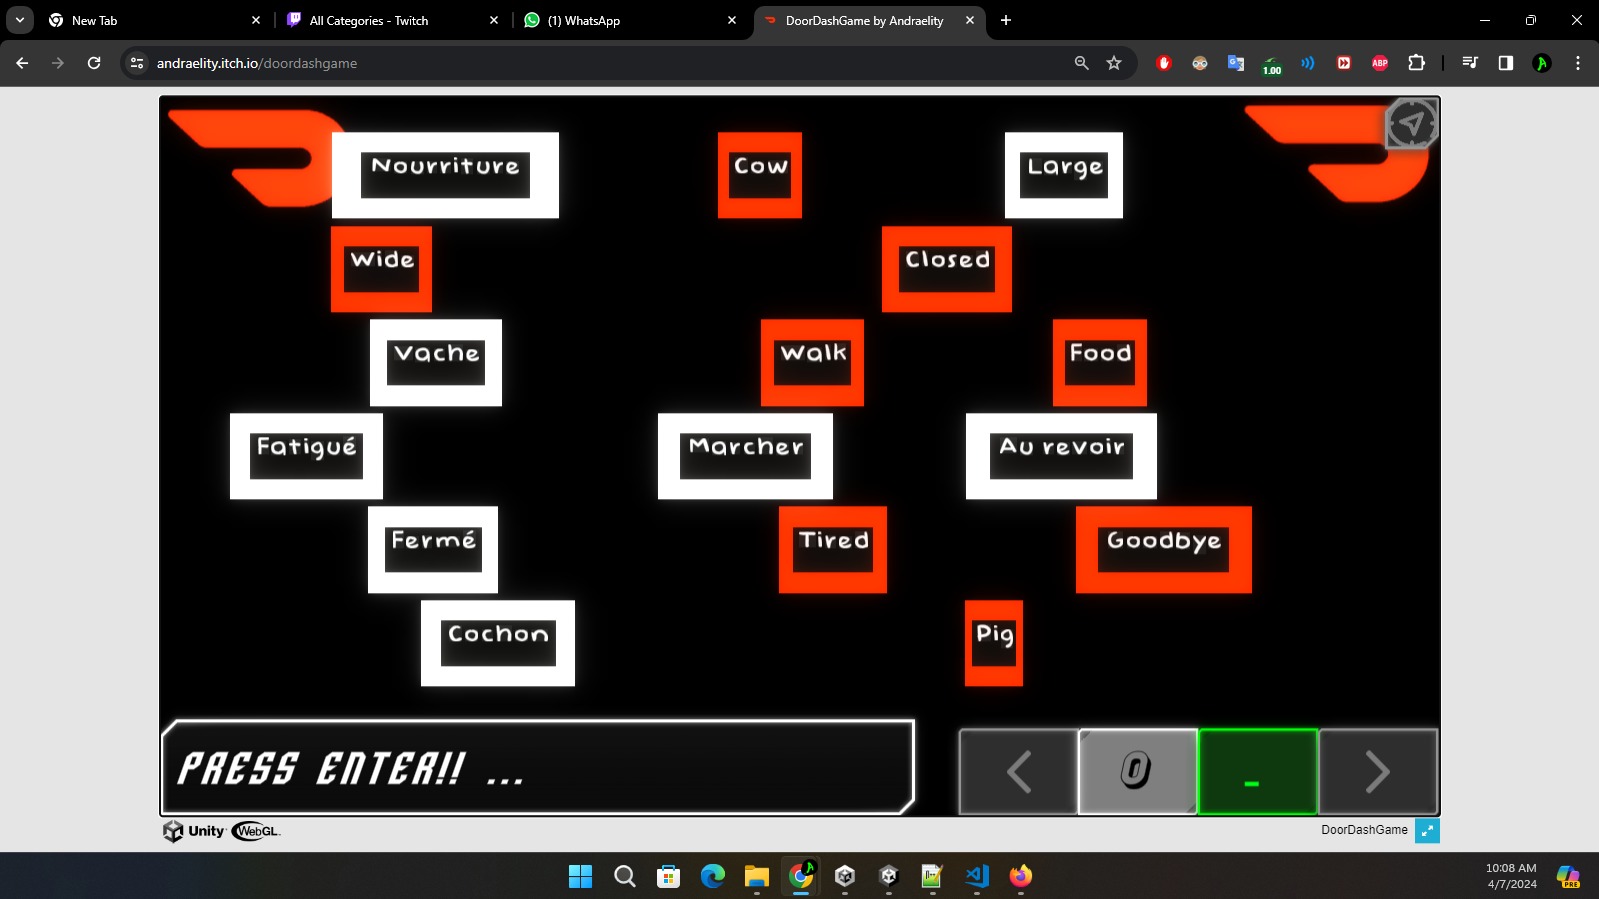 New Tab
All Categories - Twitch
(1) WhatsApp
DoorDashGame by Andraelity
andraelity.itch.io/doordashgame
1.00
ABP
Nourriture
Cow
Large
Wide
Closed
Vache
Walk
Food
Fatigué
Marcher
Au revoir
Fermé
Tired
Goodbye
Cochon
Pig
PRESS ENTER!! ...
0
_
Unity
WebGL
DoorDashGame
10:08 AM
4/7/2024
PRE